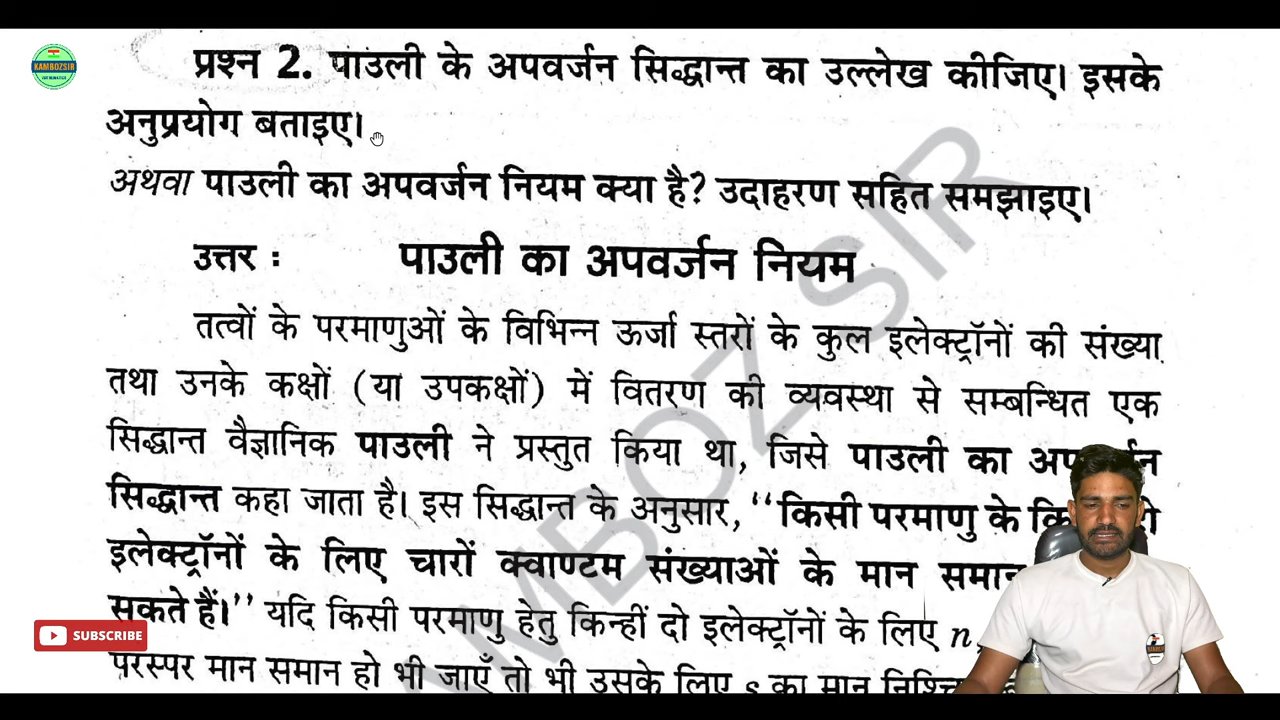 KAMBOZSIR
प्रश्न 2. पाउली के अपवर्जन सिद्धान्त का उल्लेख कीजिए। इसके
अनुप्रयोग बताइए।
अथवा पाउली का अपवर्जन नियम क्या है? उदाहरण सहित समझाइए।
उत्तर : पाउली का अपवर्जन नियम
तत्वों के परमाणुओं के विभिन्न ऊर्जा स्तरों के कुल इलेक्ट्रॉनों की संख्या
तथा उनके कक्षों (या उपकक्षों) में वितरण की व्यवस्था से सम्बन्धित एक
सिद्धान्त वैज्ञानिक पाउली ने प्रस्तुत किया था, जिसे पाउली का
सिद्धान्त कहा जाता है। इस सिद्धान्त के अनुसार, “किसी परमाणु के
इलेक्ट्रॉनों के लिए चारों क्वाण्टम संख्याओं के मान समान
सकते हैं।” यदि किसी परमाणु हेतु किन्हीं दो इलेक्ट्रॉनों के लिए n,
परस्पर मान समान हो भी जाएँ तो भी उसके लिए s का मान
SUBSCRIBE
MBOZ SIR